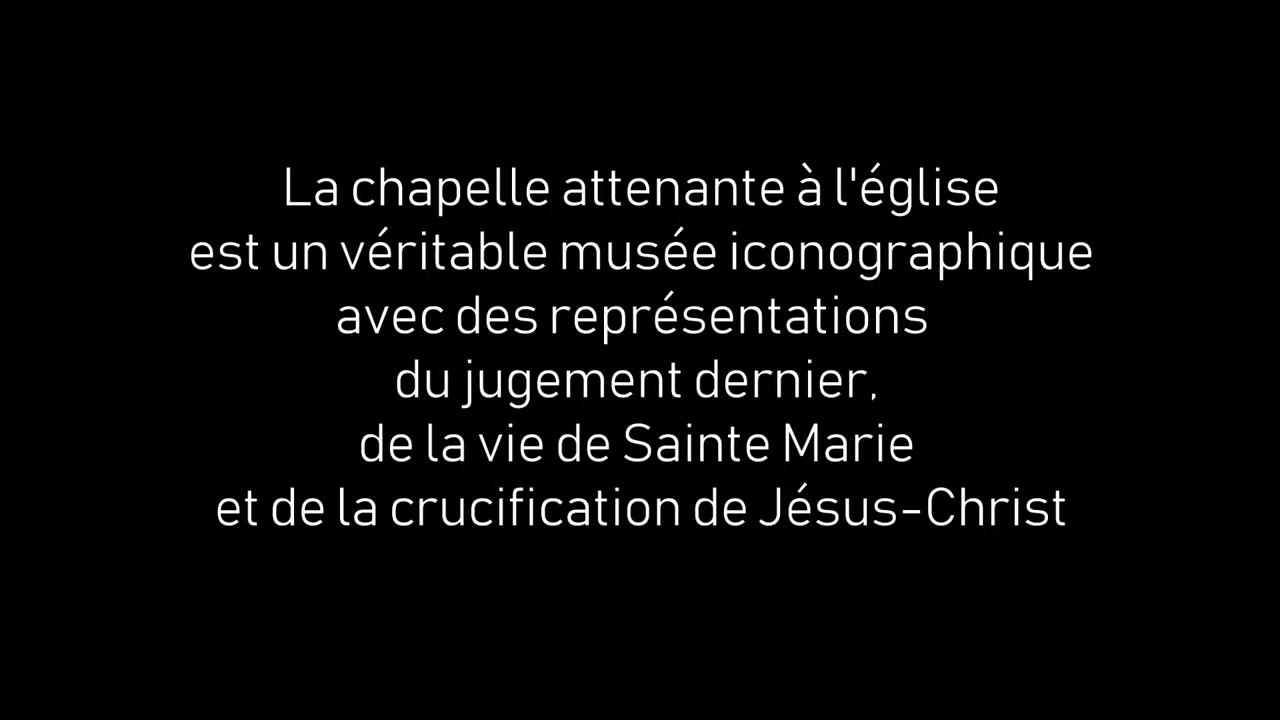 La chapelle attenante à l'église
est un véritable musée iconographique
avec des représentations
du jugement dernier,
de la vie de Sainte Marie
et de la crucification de Jésus-Christ